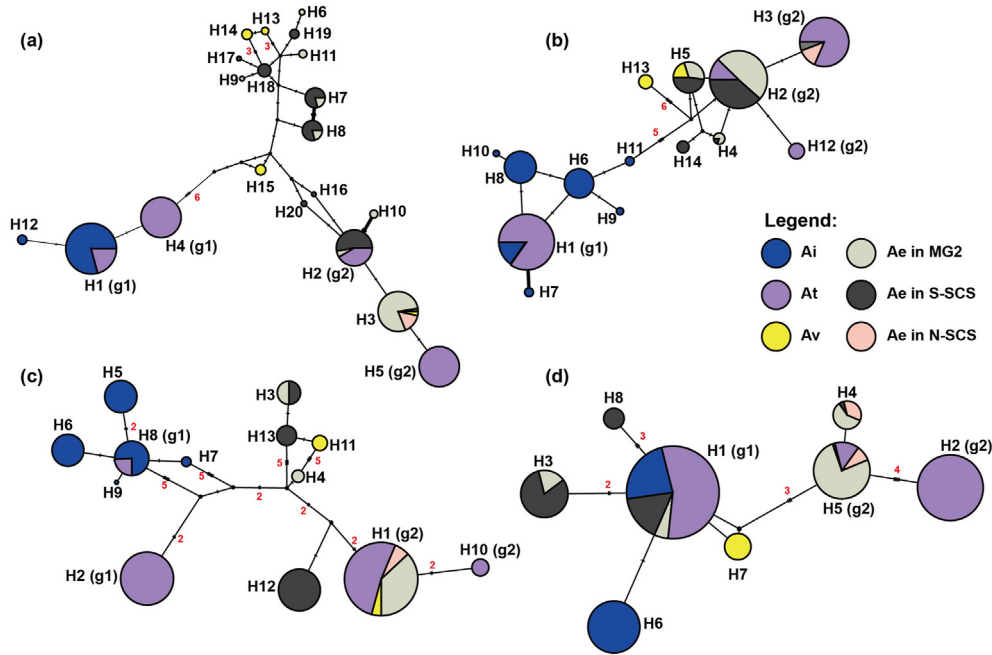 (a)
H6
H13
H14
H19
3
3
H11
H17
H9
H18
H7
H8
H15
H16
H20
6
H12
H4 (g1)
H1 (g1)
H10
H2 (g2)
H3
H5 (g2)
(b)
H3 (g2)
H5
H13
H2 (g2)
6
5
H4
H14
H12 (g2)
H11
H10
H6
H8
H9
H1 (g1)
H7
Legend:
Ai
Ae in MG2
At
Ae in S-SCS
Av
Ae in N-SCS
(c)
H5
H3
H6
2
H8 (g1)
H13
H11
H7
5
5
H4
H9
5
5
2
2
2
H2 (g1)
H12
2
H1 (g2)
H10 (g2)
2
(d)
H8
H4
3
H1 (g1)
H2 (g2)
H3
2
4
H5 (g2)
3
H7
H6